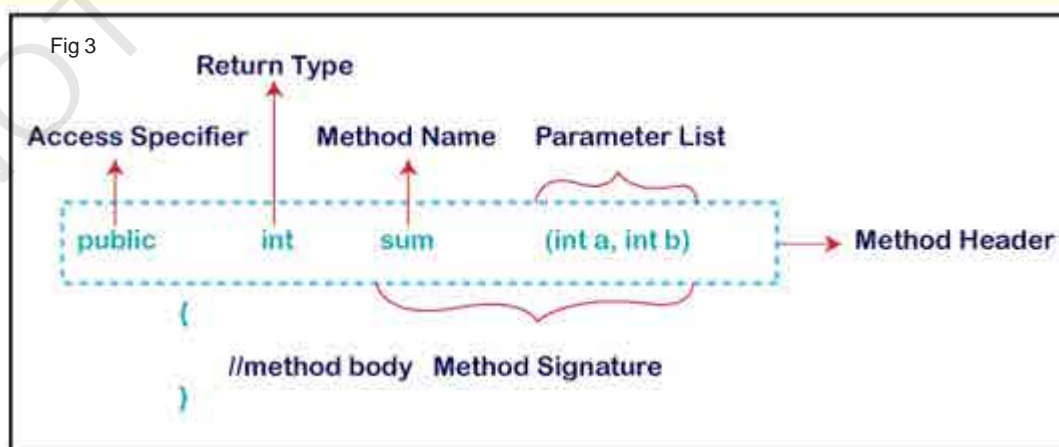 Fig 3
Return Type
Access Specifier Method Name Parameter List
public int sum (int a, int b) Method Header
{
//method body Method Signature
}